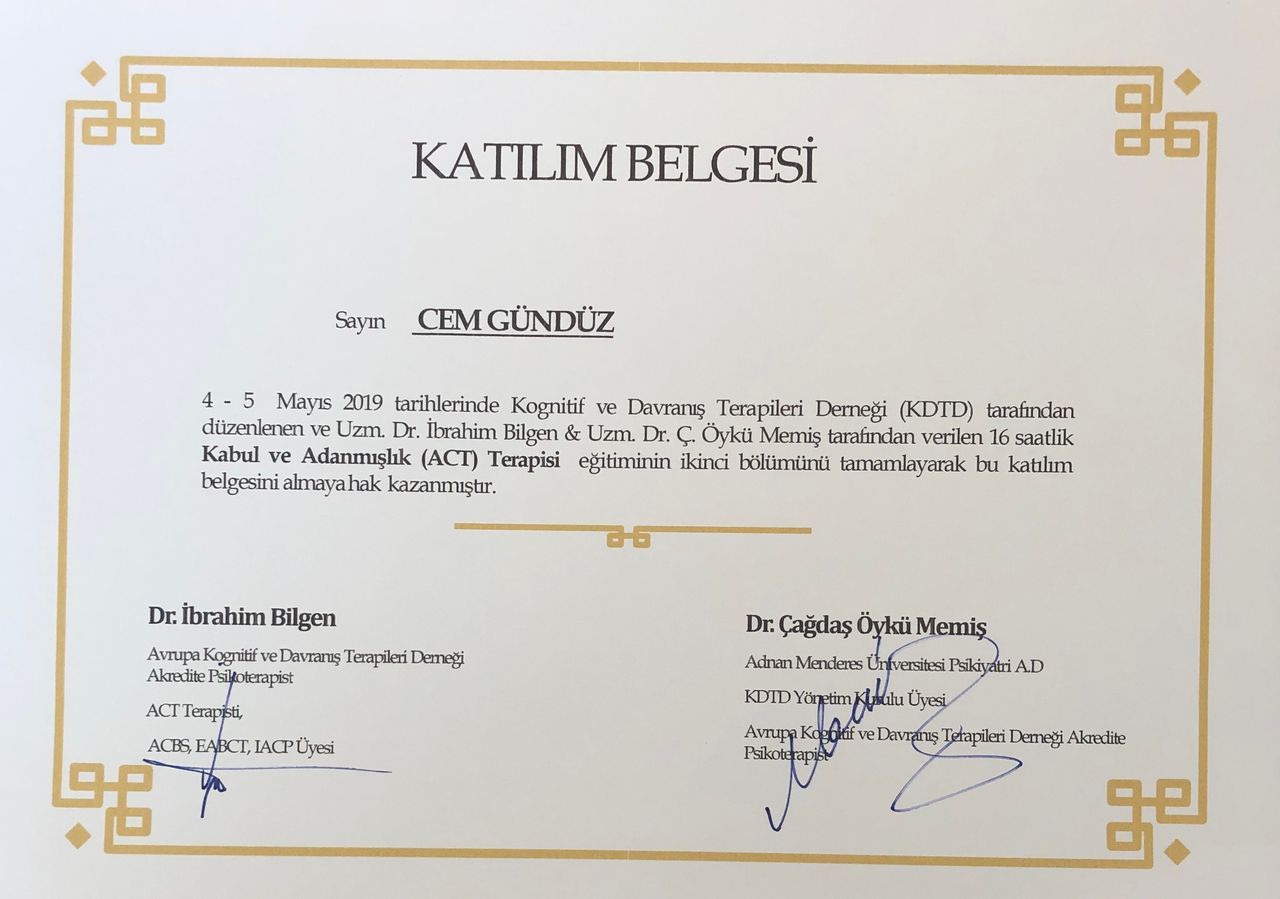 KATILIM BELGESİ
Sayın CEM GÜNDÜZ
4 - 5 Mayıs 2019 tarihlerinde Kognitif ve Davranış Terapileri Derneği (KDTD) tarafından
düzenlenen ve Uzm. Dr. İbrahim Bilgen & Uzm. Dr. Ç. Öykü Memiş tarafından verilen 16 saatlik
Kabul ve Adanmışlık (ACT) Terapisi eğitiminin ikinci bölümünü tamamlayarak bu katılım
belgesini almaya hak kazanmıştır.
Dr. İbrahim Bilgen
Avrupa Kognitif ve Davranış Terapileri Derneği
Akredite Psikoterapist
ACT Terapisti,
ACBS, EABCT, IACP Üyesi
Dr. Çağdaş Öykü Memiş
Adnan Menderes Üniversitesi Psikiyatri A.D
KDTD Yönetim Kurulu Üyesi
Avrupa Kognitif ve Davranış Terapileri Derneği Akredite
Psikoterapist